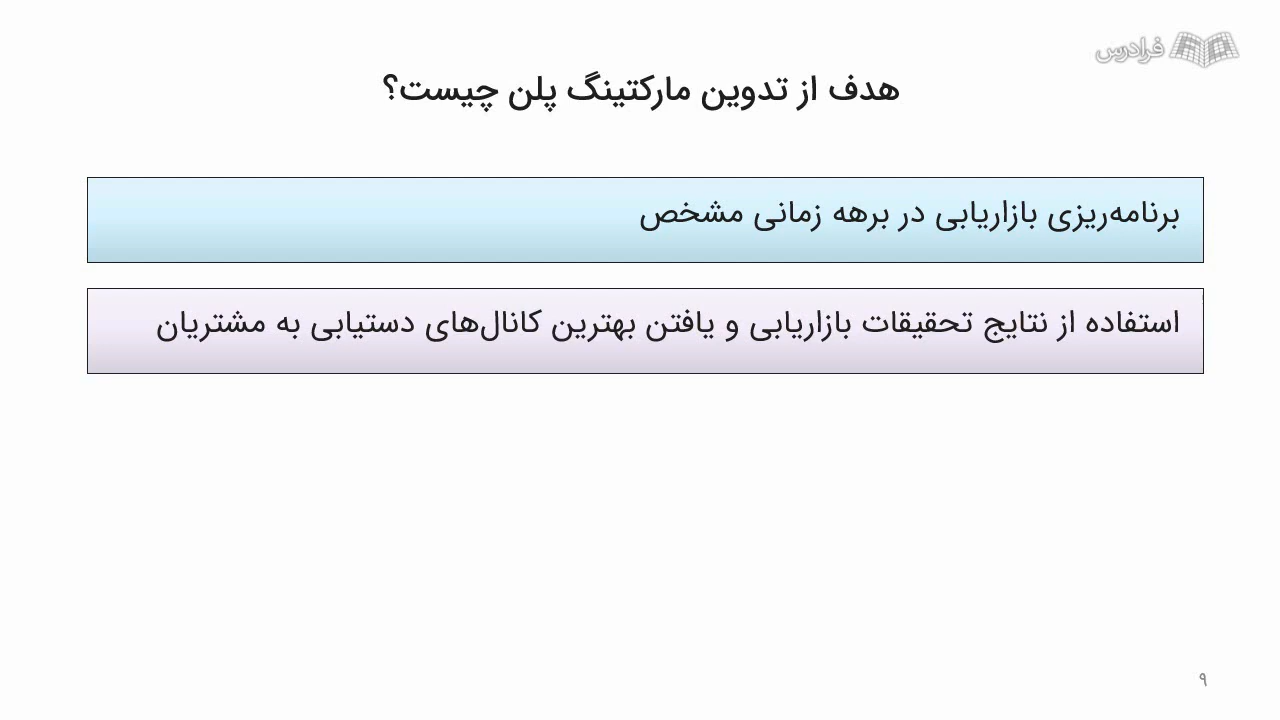 فرادرس
هدف از تدوین مارکتینگ پلن چیست؟
برنامه‌ریزی بازاریابی در برهه زمانی مشخص
استفاده از نتایج تحقیقات بازاریابی و یافتن بهترین کانال‌های دستیابی به مشتریان
۹